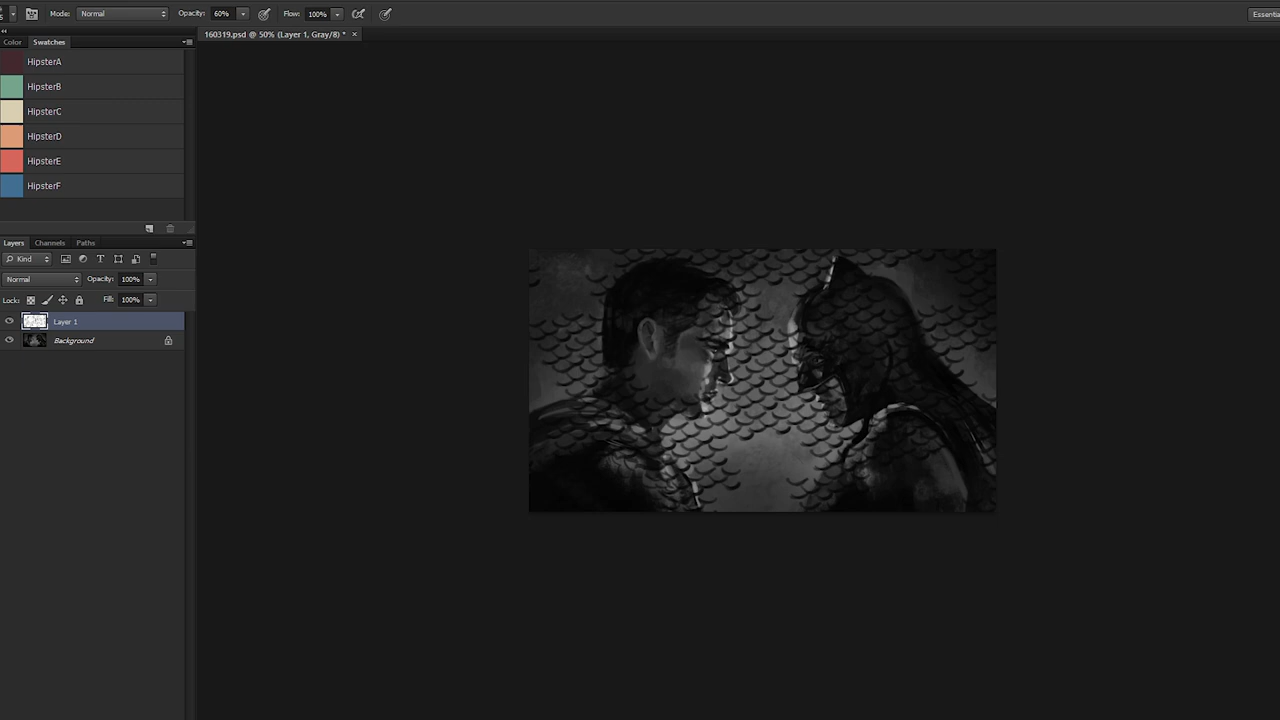 Mode: Normal Opacity: 60% Flow: 100% Essentia
160319.psd @ 50% (Layer 1, Gray/8) * ×
Color Swatches
HipsterA
HipsterB
HipsterC
HipsterD
HipsterE
HipsterF
Layers Channels Paths
Kind
Normal Opacity: 100%
Lock: Fill: 100%
Layer 1
Background